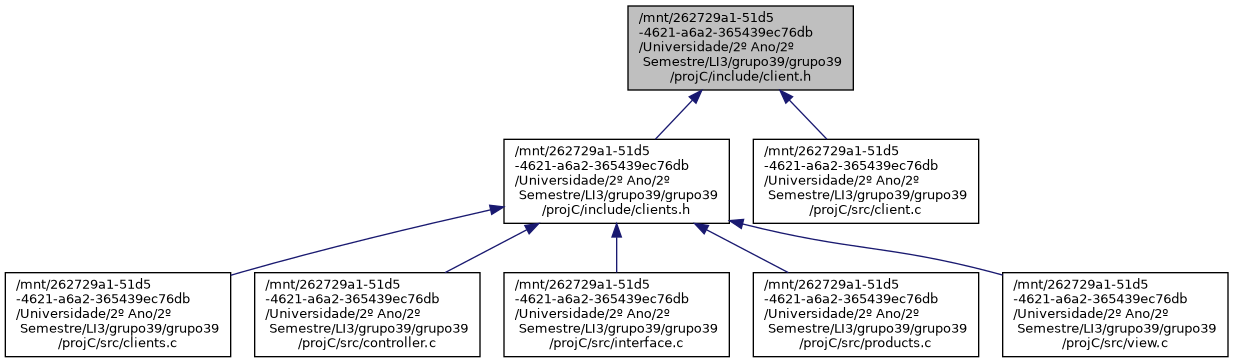 /mnt/262729a1-51d5
-4621-a6a2-365439ec76db
/Universidade/2º Ano/2º
Semestre/LI3/grupo39/grupo39
/projC/include/client.h
/mnt/262729a1-51d5
-4621-a6a2-365439ec76db
/Universidade/2º Ano/2º
Semestre/LI3/grupo39/grupo39
/projC/include/clients.h
/mnt/262729a1-51d5
-4621-a6a2-365439ec76db
/Universidade/2º Ano/2º
Semestre/LI3/grupo39/grupo39
/projC/src/client.c
/mnt/262729a1-51d5
-4621-a6a2-365439ec76db
/Universidade/2º Ano/2º
Semestre/LI3/grupo39/grupo39
/projC/src/clients.c
/mnt/262729a1-51d5
-4621-a6a2-365439ec76db
/Universidade/2º Ano/2º
Semestre/LI3/grupo39/grupo39
/projC/src/controller.c
/mnt/262729a1-51d5
-4621-a6a2-365439ec76db
/Universidade/2º Ano/2º
Semestre/LI3/grupo39/grupo39
/projC/src/interface.c
/mnt/262729a1-51d5
-4621-a6a2-365439ec76db
/Universidade/2º Ano/2º
Semestre/LI3/grupo39/grupo39
/projC/src/products.c
/mnt/262729a1-51d5
-4621-a6a2-365439ec76db
/Universidade/2º Ano/2º
Semestre/LI3/grupo39/grupo39
/projC/src/view.c